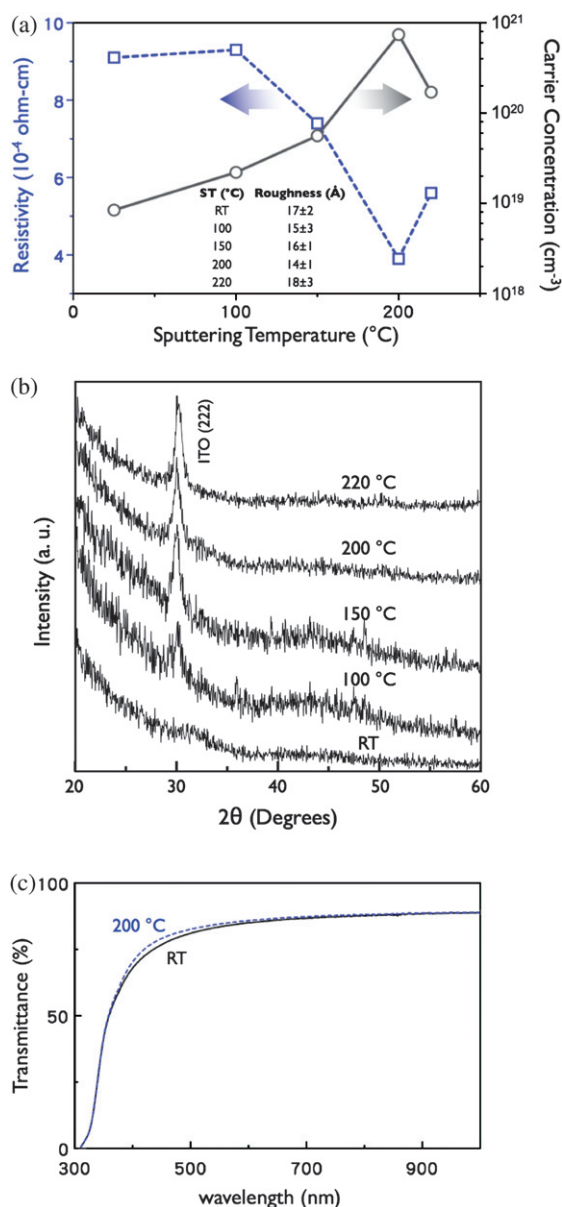 (a)
10
8
6
4
Resistivity (10⁻⁴ ohm-cm)
10²¹
10²⁰
10¹⁹
10¹⁸
Carrier Concentration (cm⁻³)
ST (°C) Roughness (Å)
RT 17±2
100 15±3
150 16±1
200 14±1
220 18±3
0 100 200
Sputtering Temperature (°C)
(b)
ITO (222)
220 °C
200 °C
150 °C
100 °C
RT
Intensity (a. u.)
20 30 40 50 60
2θ (Degrees)
(c)
100
50
0
Transmittance (%)
200 °C
RT
300 500 700 900
wavelength (nm)